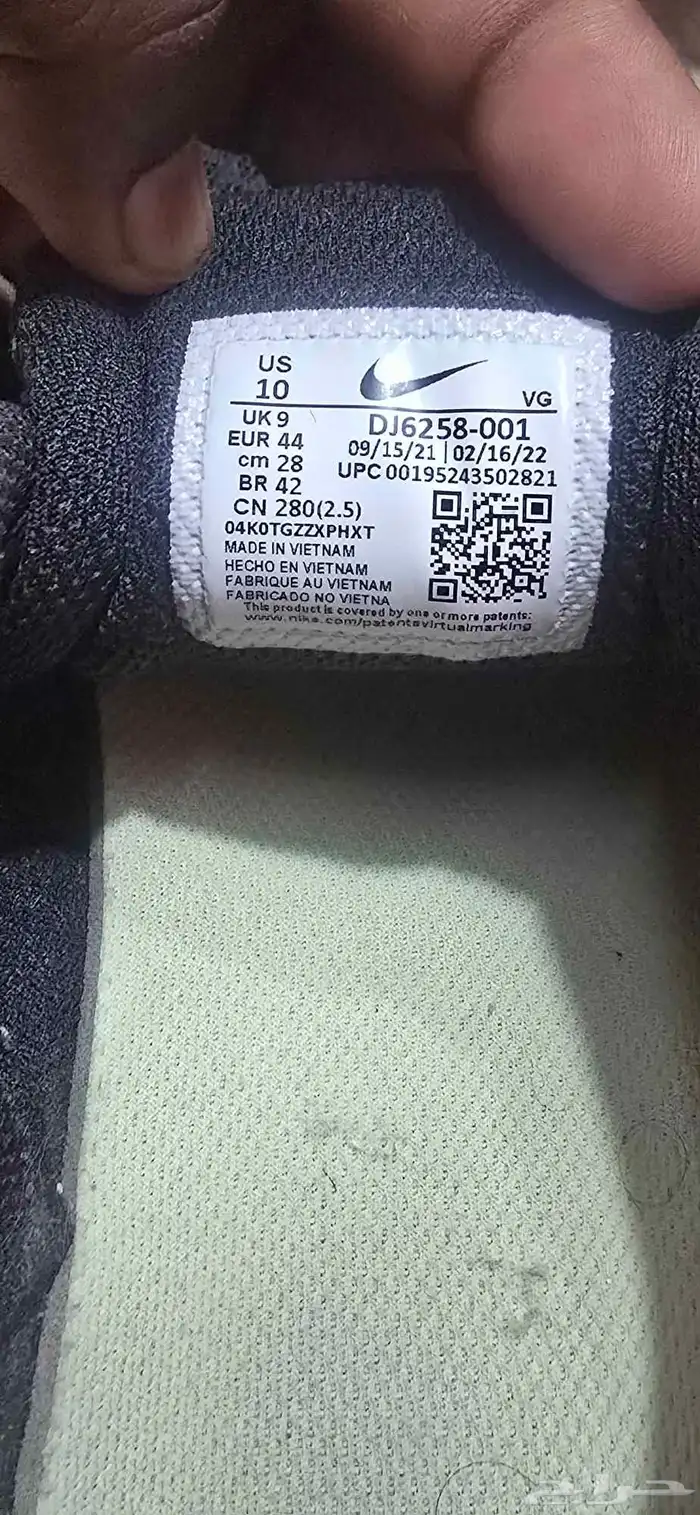 US
10
VG
UK 9
DJ6258-001
EUR 44
09/15/21 | 02/16/22
cm 28
UPC 00195243502821
BR 42
CN 280(2.5)
04K0TGZZXPHXT
MADE IN VIETNAM
HECHO EN VIETNAM
FABRIQUE AU VIETNAM
FABRICADO NO VIETNA
This product is covered by one or more patents:
www.nike.com/patentsvirtualmarking
حراج